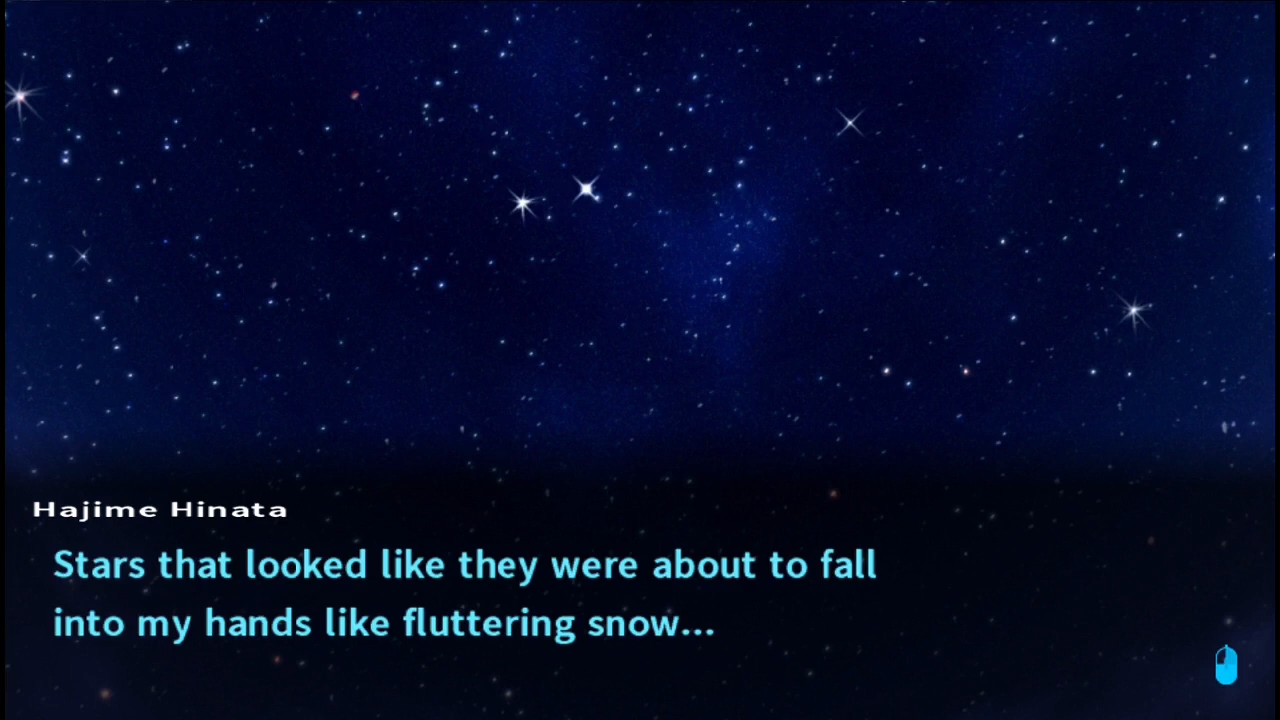 Hajime Hinata
Stars that looked like they were about to fall
into my hands like fluttering snow...